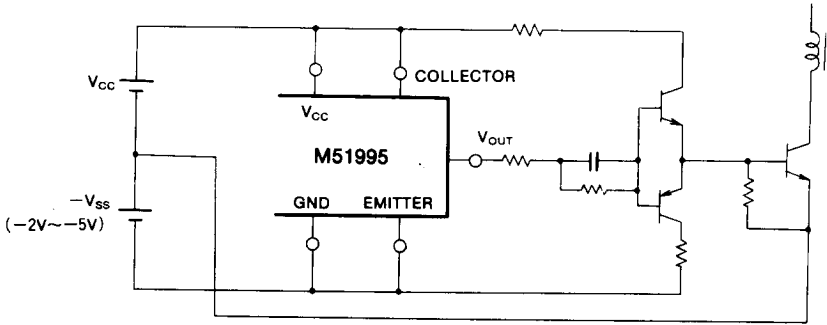 COLLECTOR
VCC
VCC
M51995
VOUT
GND EMITTER
−VSS
(−2V~−5V)